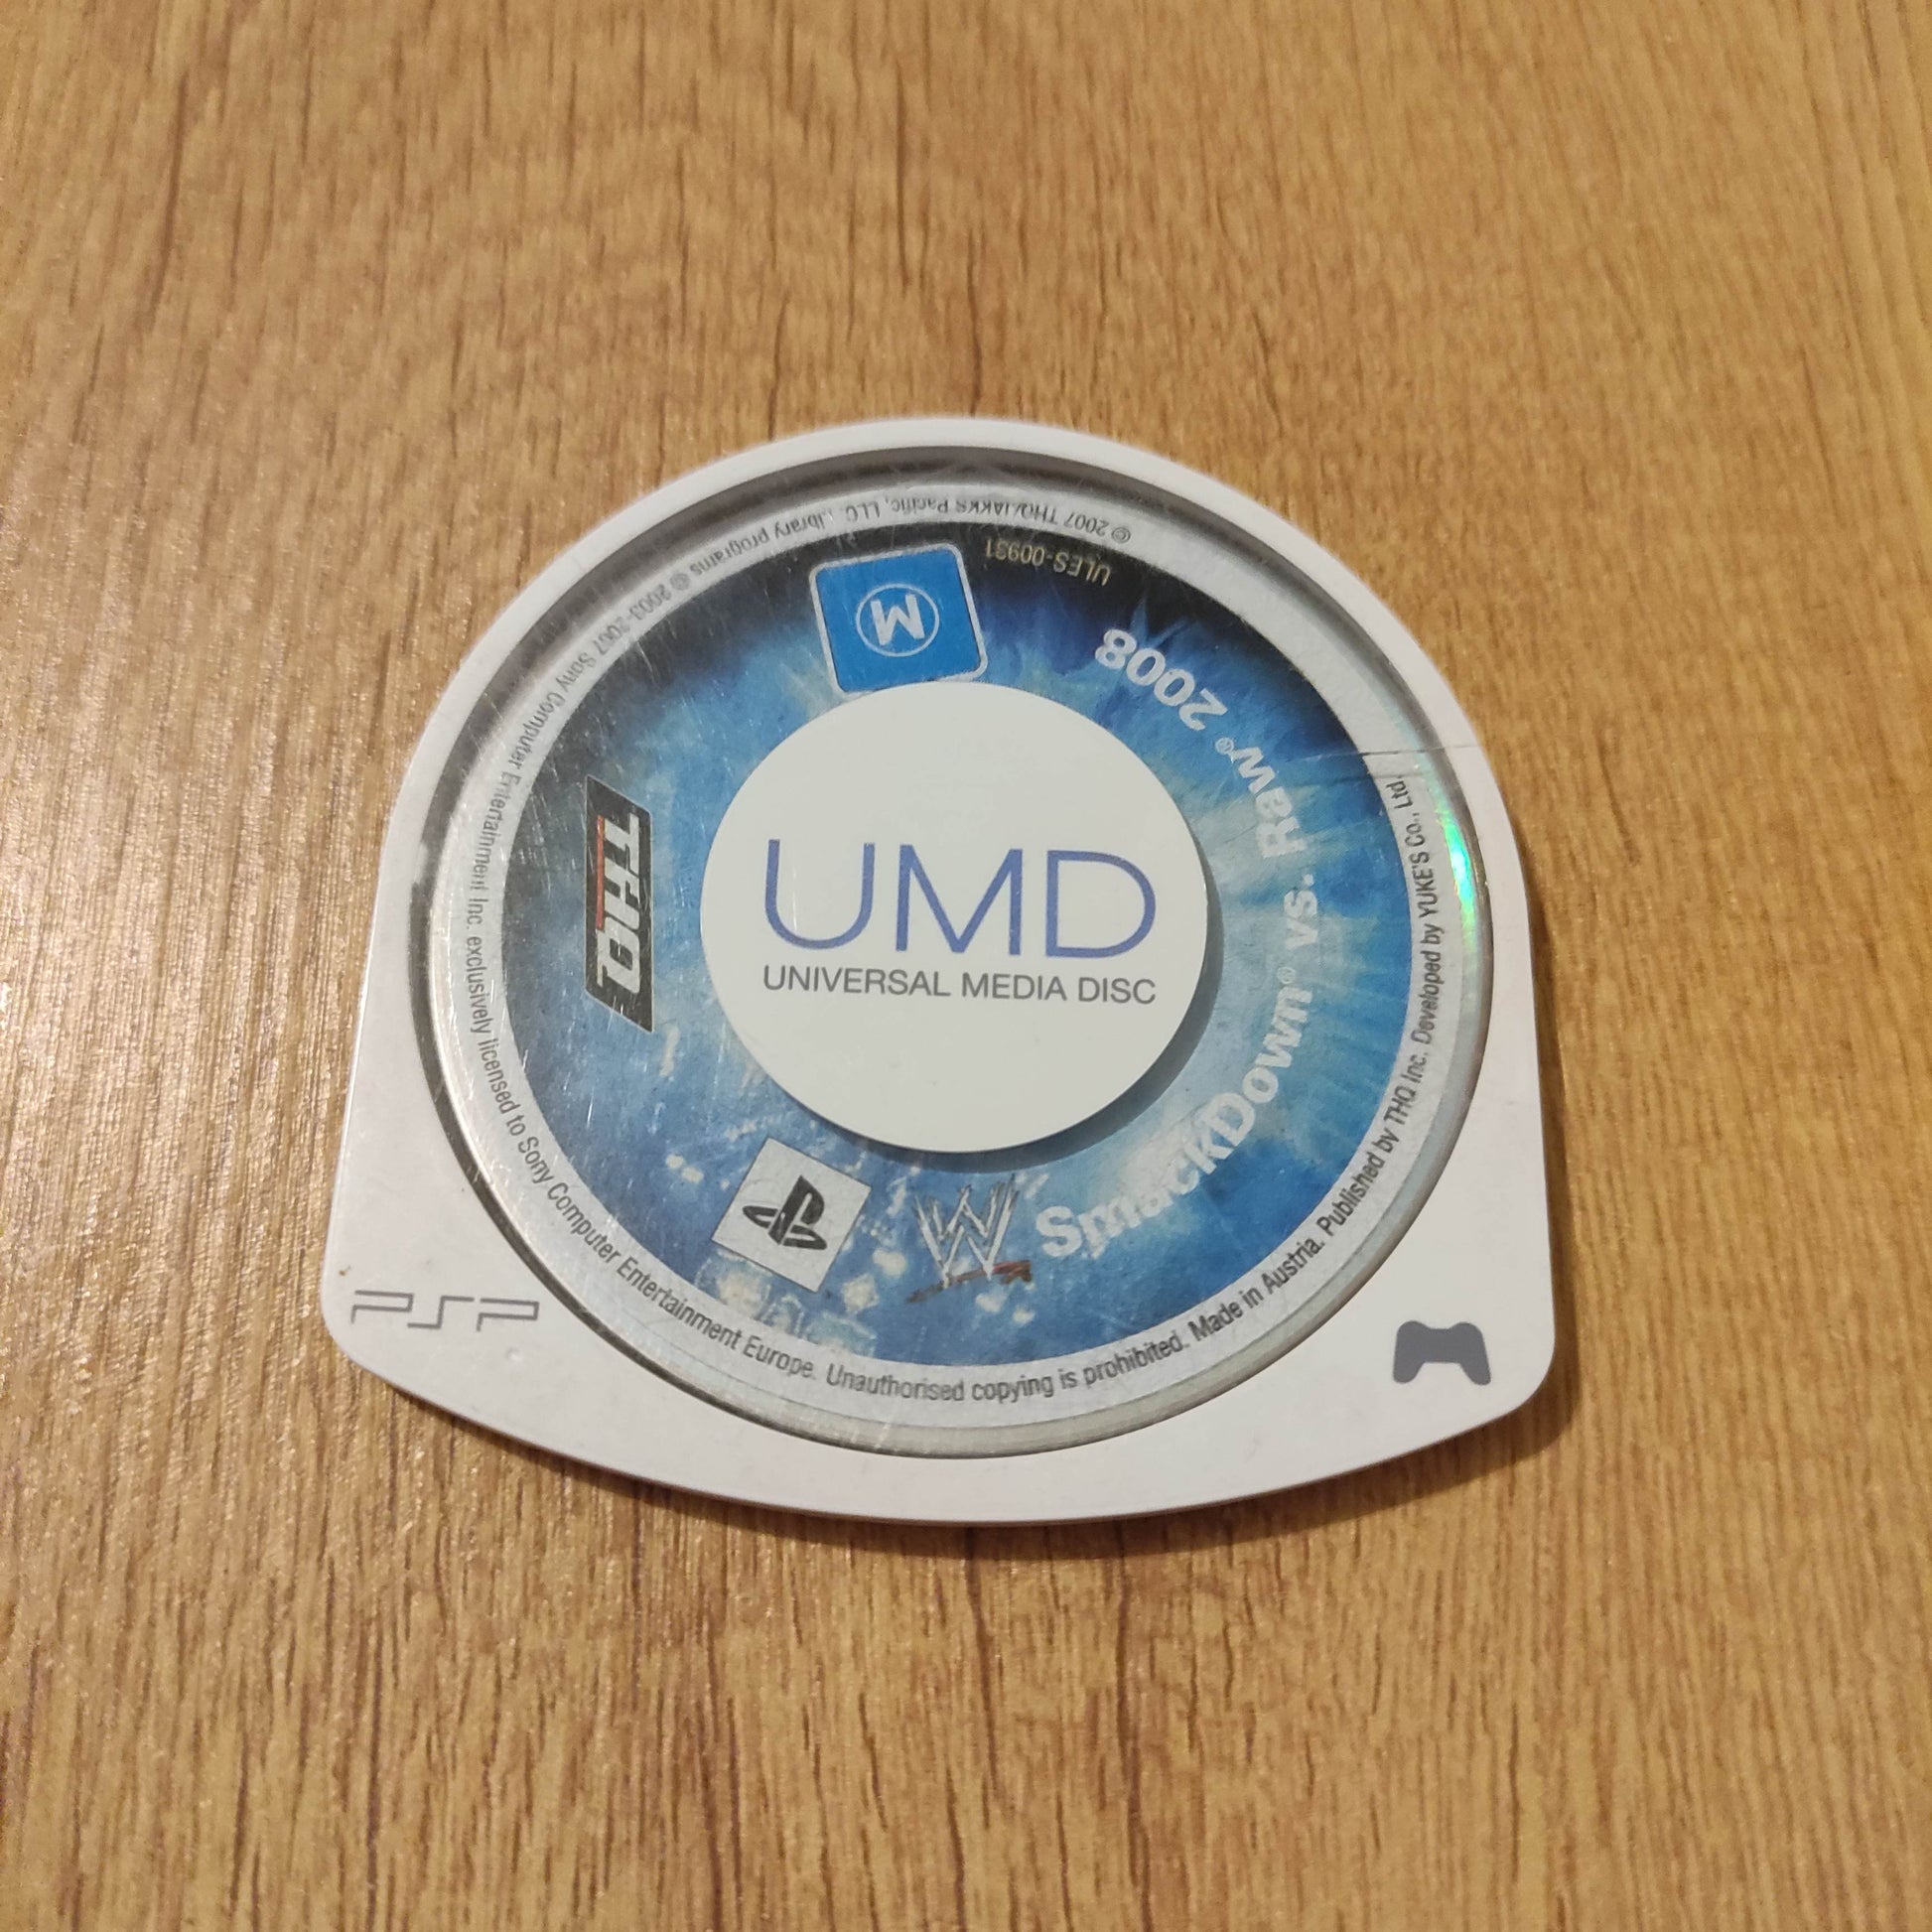 UMD
UNIVERSAL MEDIA DISC
W
SmackDown® vs. Raw® 2008
ULES-00931
M
THQ
PSP
© 2007 THQ/JAKKS Pacific, LLC. Library programs © 2003-2007 Sony Computer Entertainment Inc. exclusively licensed to Sony Computer Entertainment Europe. Unauthorised copying is prohibited. Made in Austria. Published by THQ Inc. Developed by YUKE'S Co., Ltd.